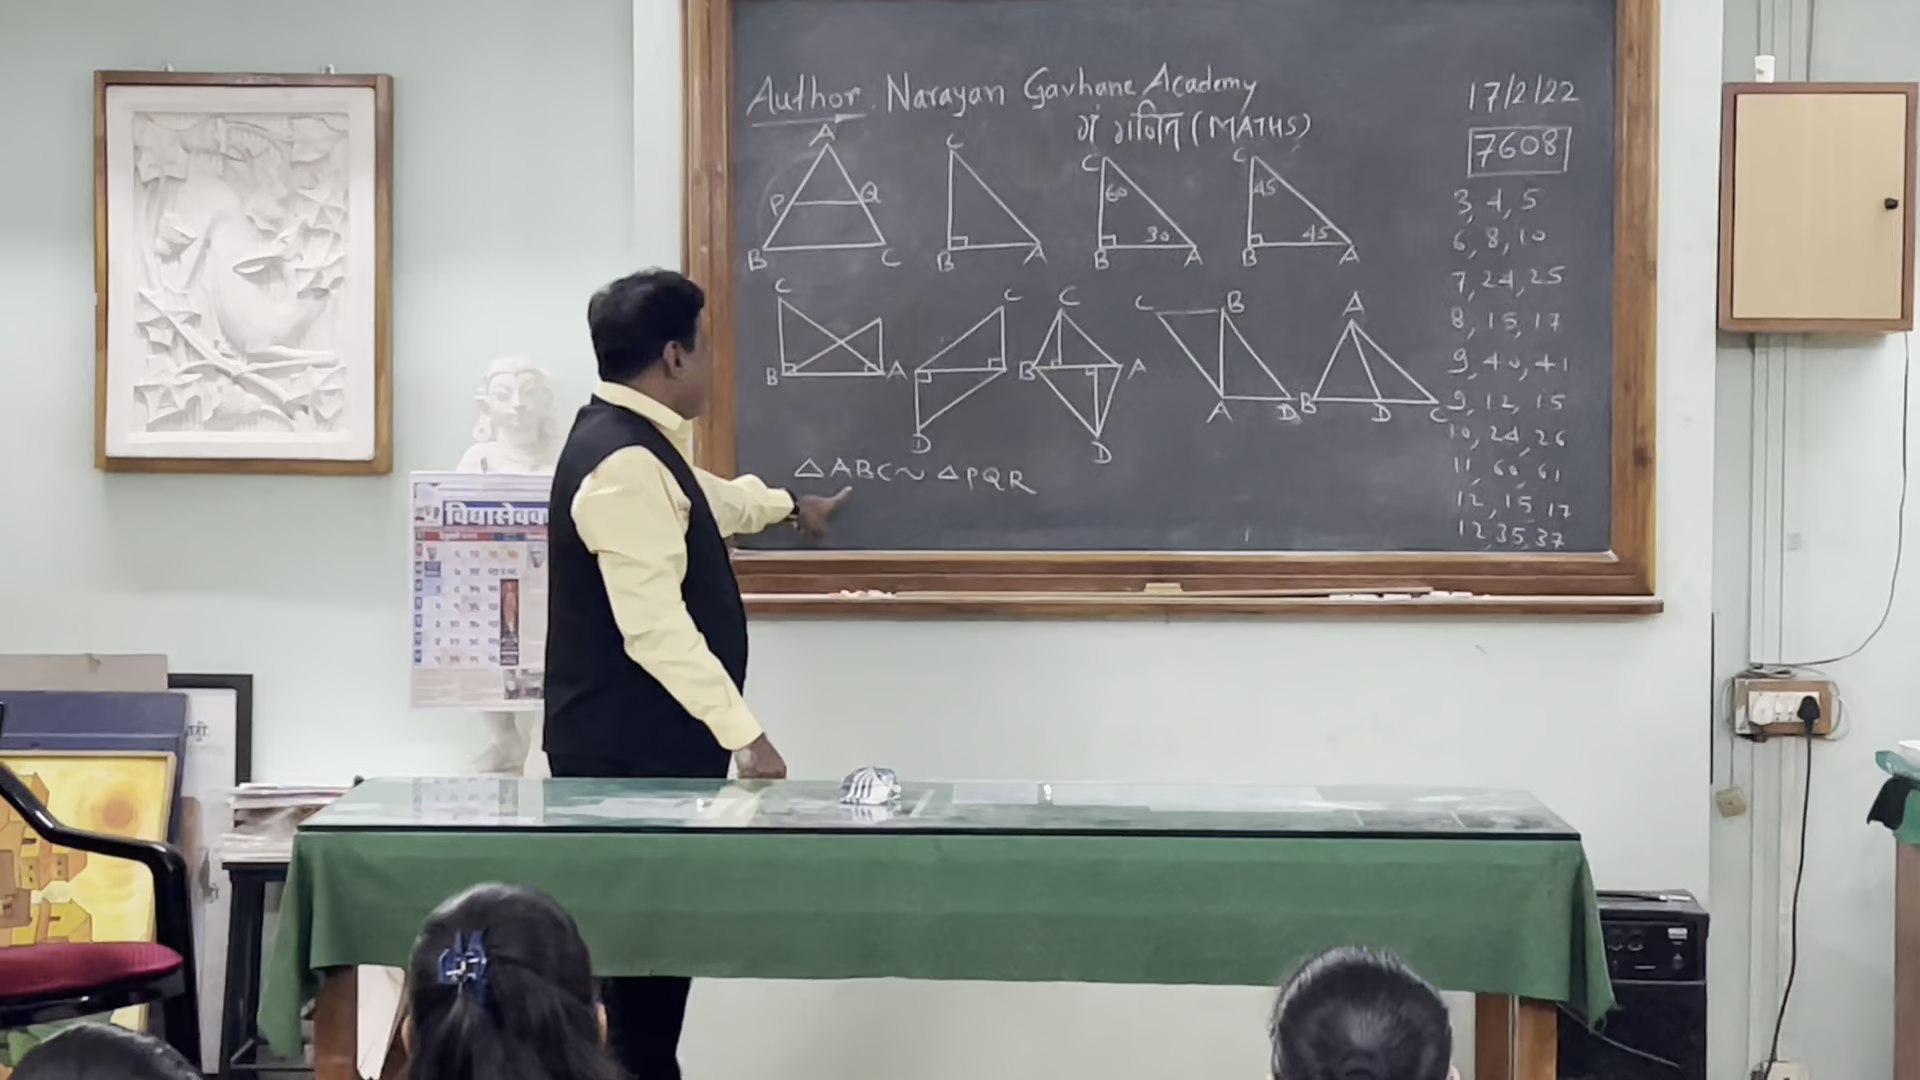 Author. Narayan Gavhane Academy
गं गणित (MATHS)
17/2/22
7608
A
P Q
B C
C
B A
C
60
30
B A
C
45
45
B A
C
B A
C
D
C
B A
D
C B
A D
A
B D C
△ABC ~ △PQR
3, 4, 5
6, 8, 10
7, 24, 25
8, 15, 17
9, 40, 41
9, 12, 15
10, 24, 26
11, 60, 61
12, 15, 17
12, 35, 37
विद्यासेवक